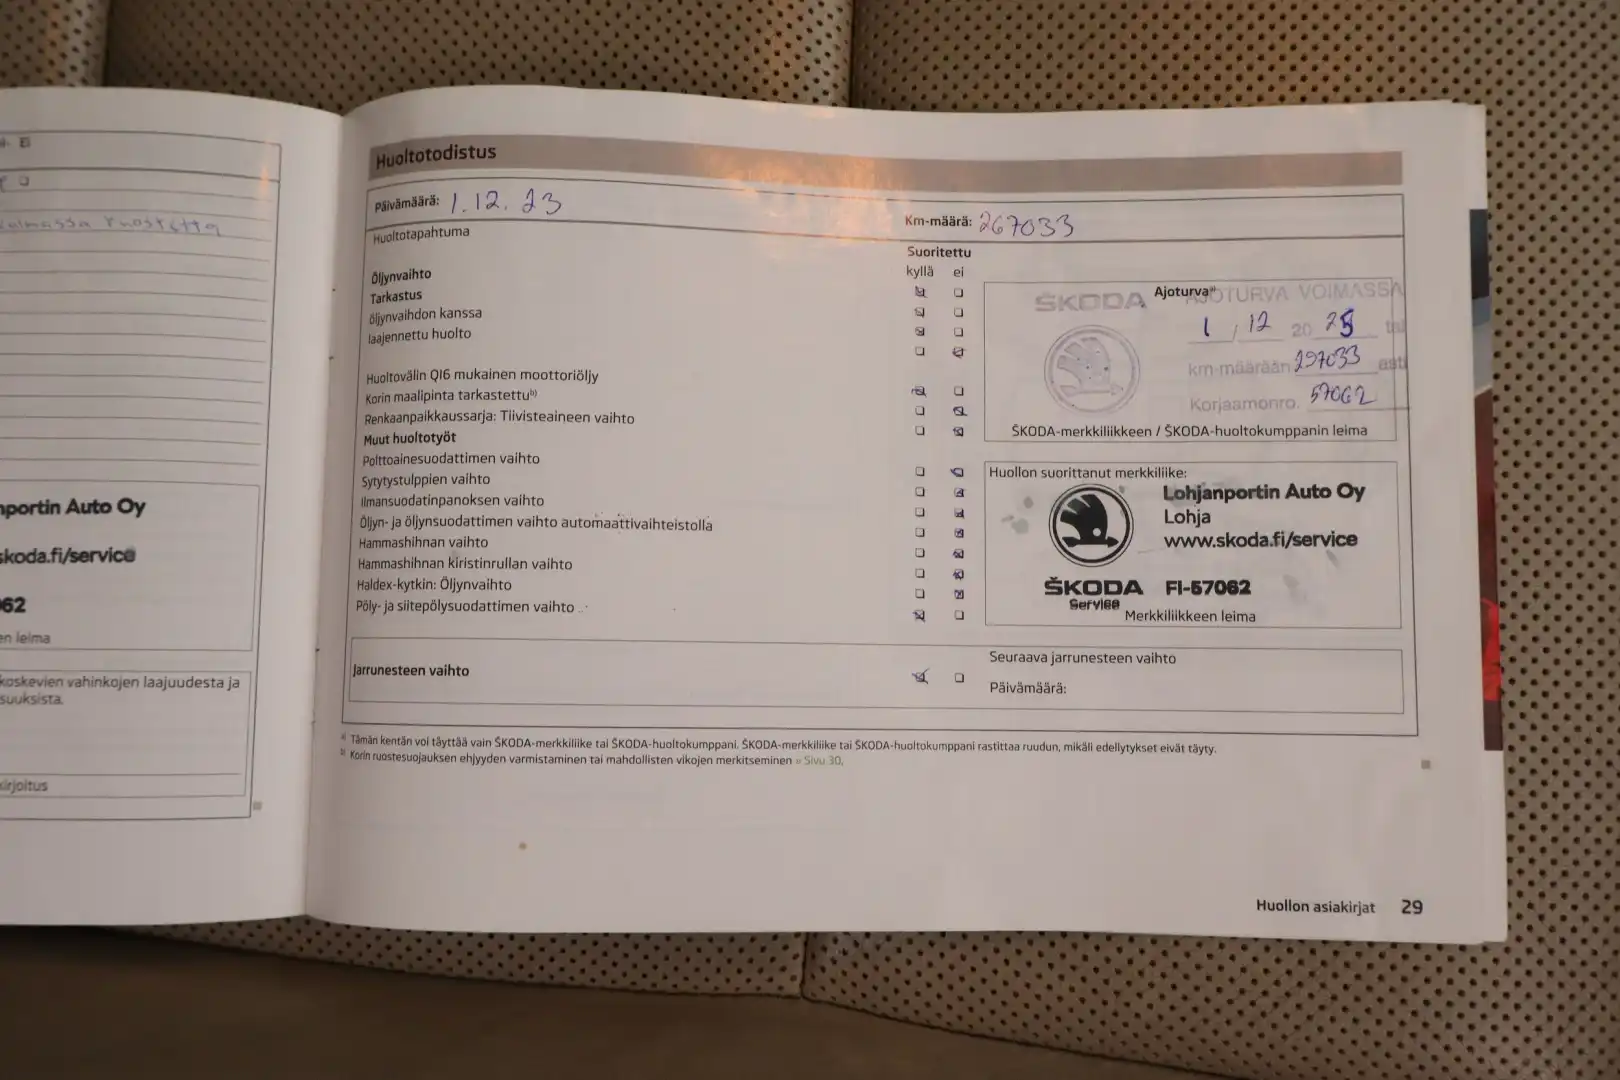 Ei
voimassa ruostetta
portin Auto Oy
skoda.fi/service
62
en leima
koskevien vahinkojen laajuudesta ja
suuksista.
kirjoitus
Huoltotodistus
Päivämäärä: 1.12.23
Km-määrä: 267033
Huoltotapahtuma
Suoritettu
kyllä ei
Öljynvaihto
Tarkastus
öljynvaihdon kanssa
laajennettu huolto
Huoltovälin QI6 mukainen moottoriöljy
Korin maalipinta tarkastettu b)
Renkaanpaikkaussarja: Tiivisteaineen vaihto
Muut huoltotyöt
Polttoainesuodattimen vaihto
Sytytystulppien vaihto
Ilmansuodatinpanoksen vaihto
Öljyn- ja öljynsuodattimen vaihto automaattivaihteistolla
Hammashihnan vaihto
Hammashihnan kiristinrullan vaihto
Haldex-kytkin: Öljynvaihto
Pöly- ja siitepölysuodattimen vaihto
Ajoturva a)
ŠKODA AJOTURVA VOIMASSA
1 / 12 2025 tai
km-määrään 297033 asti
Korjaamonro. 57062
ŠKODA-merkkiliikkeen / ŠKODA-huoltokumppanin leima
Huollon suorittanut merkkiliike:
Lohjanportin Auto Oy
Lohja
www.skoda.fi/service
ŠKODA FI-57062
Service
Merkkiliikkeen leima
Jarrunesteen vaihto
Seuraava jarrunesteen vaihto
Päivämäärä:
a) Tämän kentän voi täyttää vain ŠKODA-merkkiliike tai ŠKODA-huoltokumppani. ŠKODA-merkkiliike tai ŠKODA-huoltokumppani rastittaa ruudun, mikäli edellytykset eivät täyty.
b) Korin ruostesuojauksen ehjyyden varmistaminen tai mahdollisten vikojen merkitseminen » Sivu 30.
Huollon asiakirjat 29